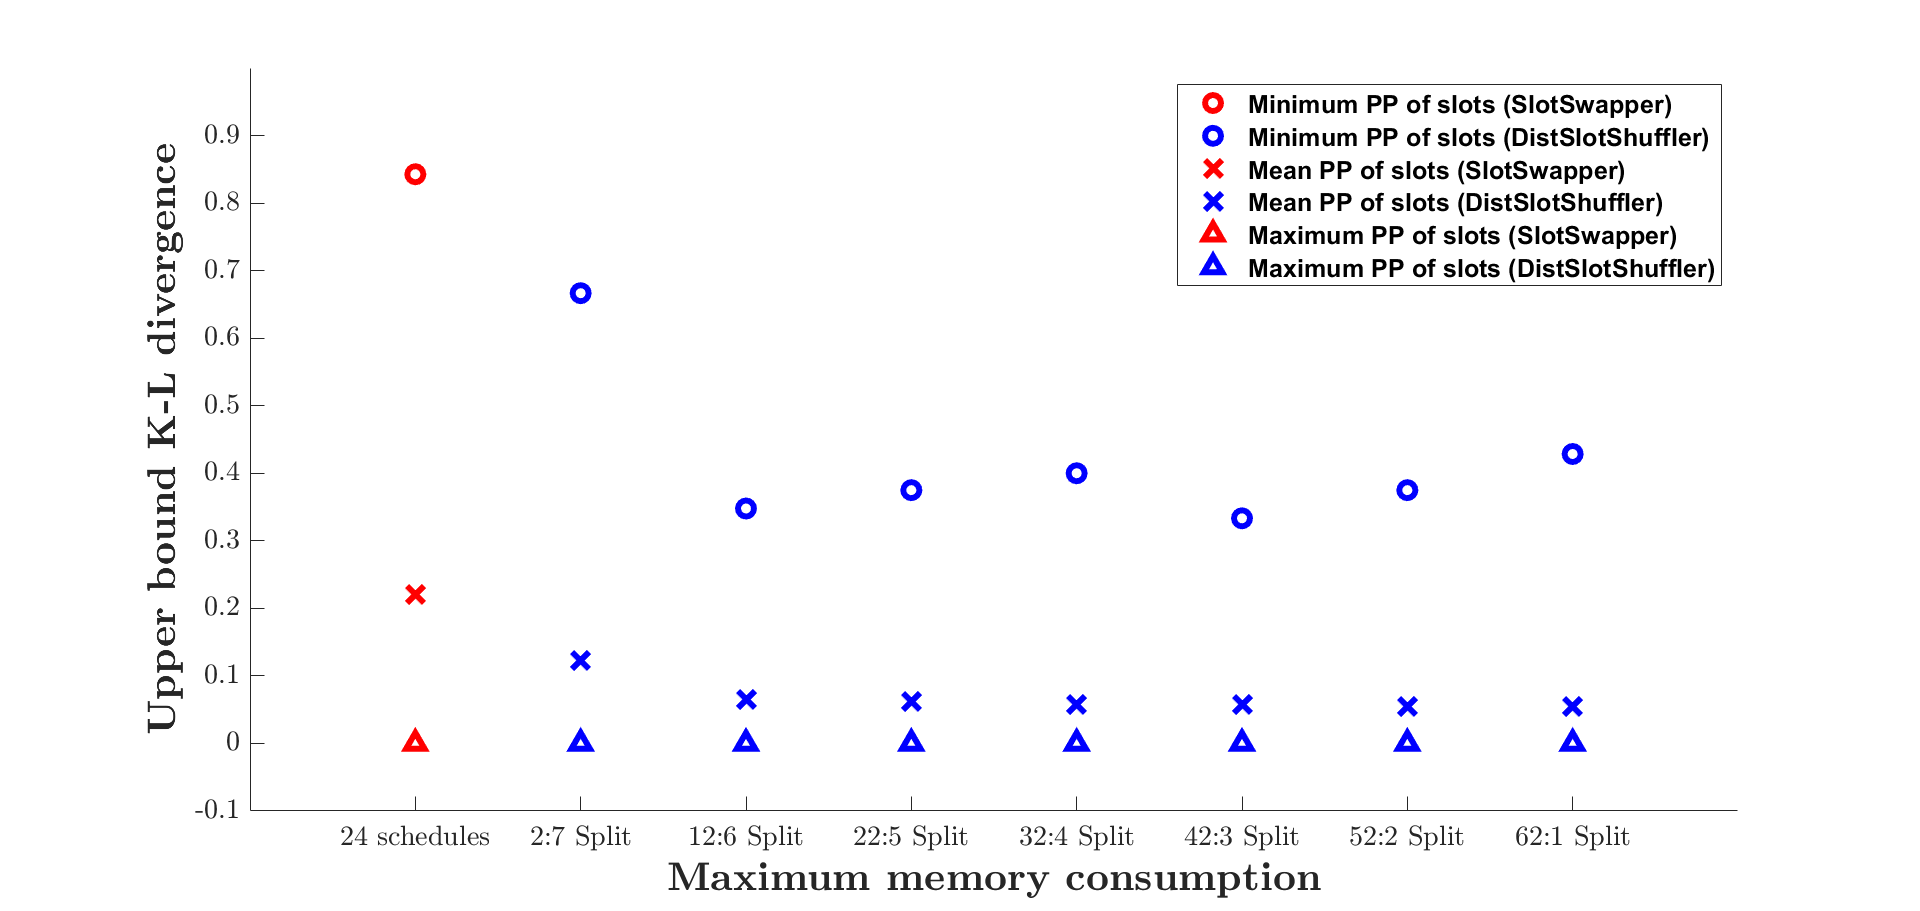 Minimum PP of slots (SlotSwapper)
Minimum PP of slots (DistSlotShuffler)
Mean PP of slots (SlotSwapper)
Mean PP of slots (DistSlotShuffler)
Maximum PP of slots (SlotSwapper)
Maximum PP of slots (DistSlotShuffler)
Upper bound K-L divergence
0.9
0.8
0.7
0.6
0.5
0.4
0.3
0.2
0.1
0
-0.1
24 schedules 2:7 Split 12:6 Split 22:5 Split 32:4 Split 42:3 Split 52:2 Split 62:1 Split
Maximum memory consumption